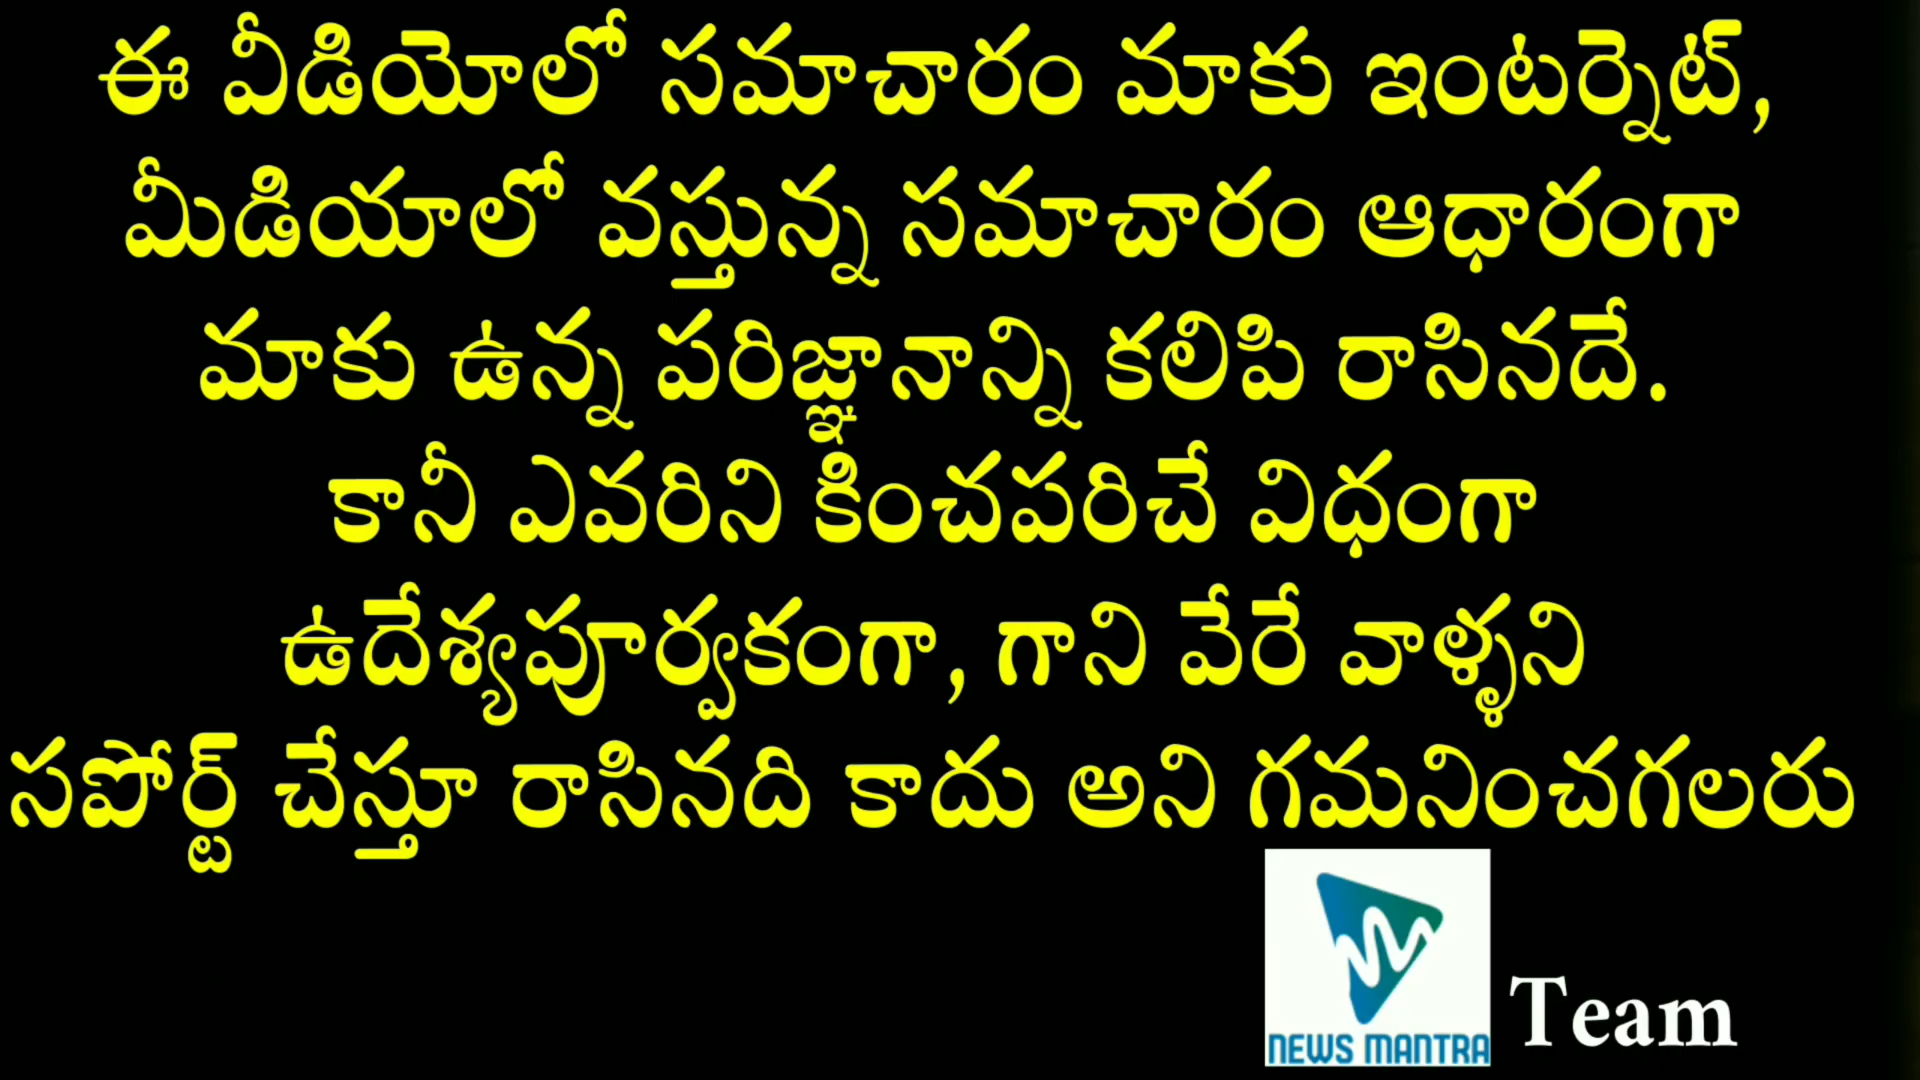 ఈ వీడియోలో సమాచారం మాకు ఇంటర్నెట్,
మీడియాలో వస్తున్న సమాచారం ఆధారంగా
మాకు ఉన్న పరిజ్ఞానాన్ని కలిపి రాసినదే.
కానీ ఎవరిని కించపరిచే విధంగా
ఉదేశ్యపూర్వకంగా, గాని వేరే వాళ్ళని
సపోర్ట్ చేస్తూ రాసినది కాదు అని గమనించగలరు
NEWS MANTRA Team